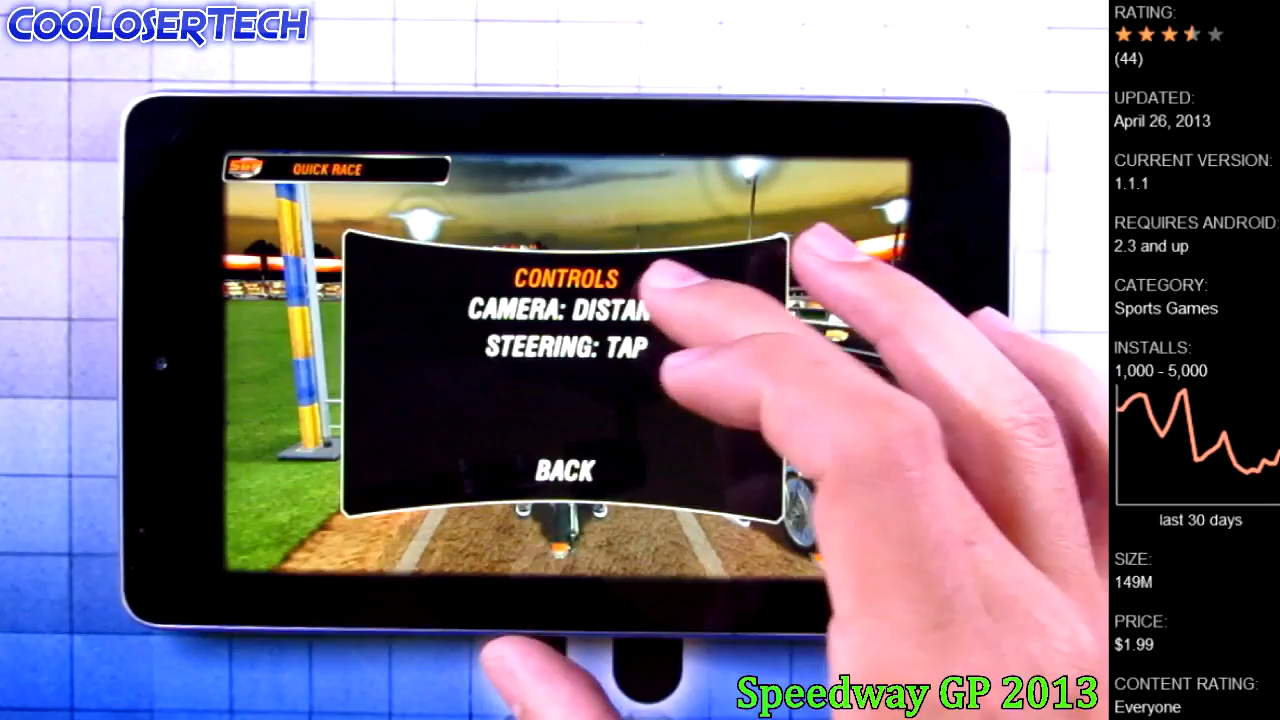 CooLoserTech
SGP
QUICK RACE
CONTROLS
CAMERA:
STEERING: TAP
BACK
Speedway GP 2013
RATING:
(44)
UPDATED:
April 26, 2013
CURRENT VERSION:
1.1.1
REQUIRES ANDROID:
2.3 and up
CATEGORY:
Sports Games
INSTALLS:
1,000 - 5,000
last 30 days
SIZE:
149M
PRICE:
$1.99
CONTENT RATING:
Everyone